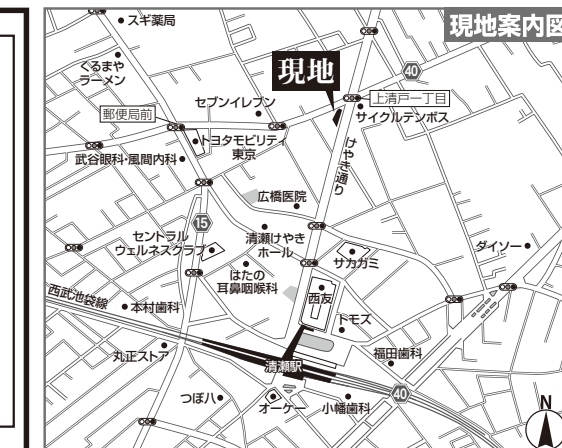 現地案内図
スギ薬局
くるまや
ラーメン
現地
40
郵便局前
セブンイレブン
上清戸一丁目
サイクルテンポス
トヨタモビリティ
東京
武谷眼科・風間内科
けやき通り
広橋医院
15
セントラル
ウェルネスクラブ
清瀬けやき
ホール
サカガミ
ダイソー
はたの
耳鼻咽喉科
西友
西武池袋線
本村歯科
トモズ
丸正ストア
福田歯科
清瀬駅
つぼ八
オーケー
小幡歯科
40
N